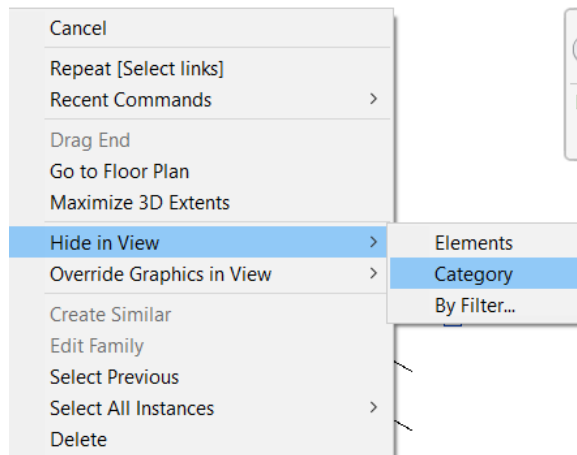 Cancel
Repeat [Select links]
Recent Commands
Drag End
Go to Floor Plan
Maximize 3D Extents
Hide in View
Override Graphics in View
Create Similar
Edit Family
Select Previous
Select All Instances
Delete
Elements
Category
By Filter...